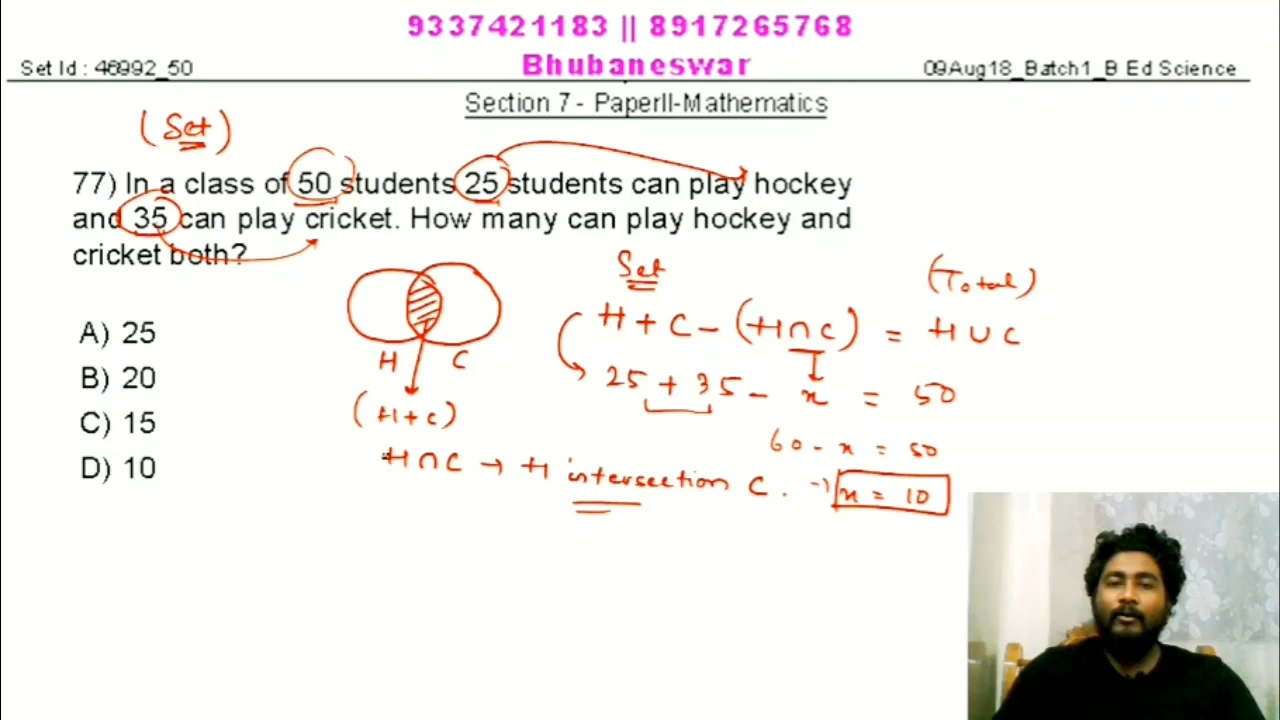 9337421183 || 8917265768
Bhubaneswar
Set Id : 46992_50
09Aug18_Batch1_B Ed Science
Section 7 - PaperII-Mathematics
(Set)
77) In a class of 50 students 25 students can play hockey
and 35 can play cricket. How many can play hockey and
cricket both?
A) 25
B) 20
C) 15
D) 10
H C
(H+C)
H∩C → H intersection C.
Set
(Total)
H + C - (H∩C) = H∪C
25 + 35 - x = 50
60 - x = 50
→ x = 10